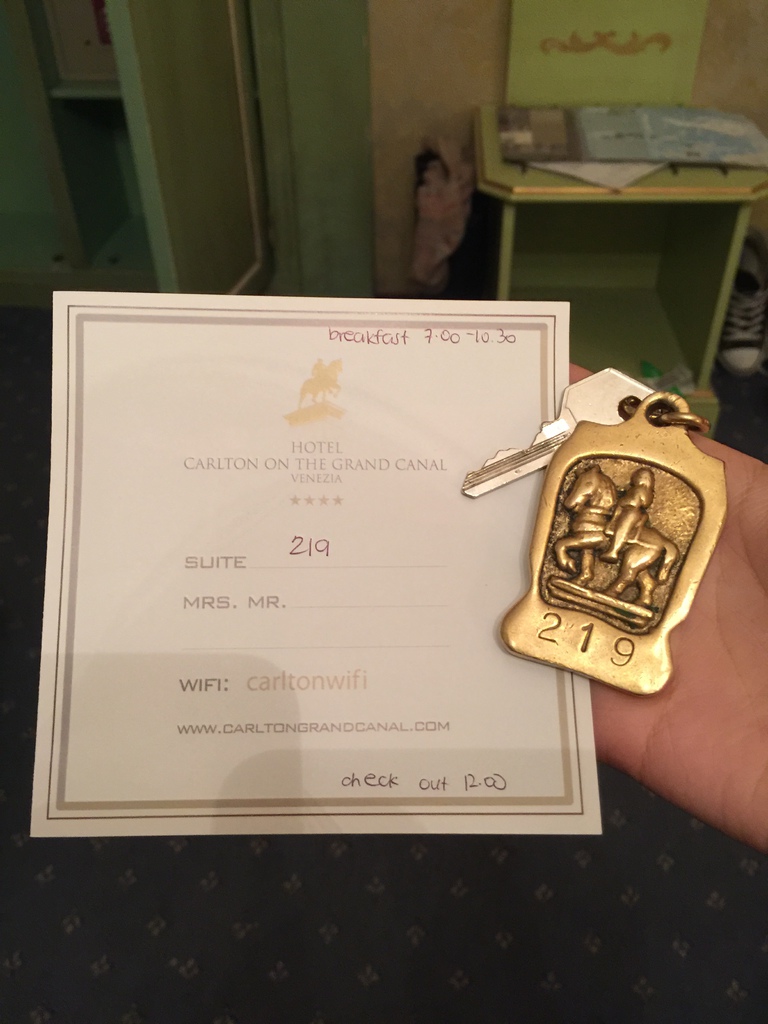 breakfast 7.00-10.30
HOTEL
CARLTON ON THE GRAND CANAL
VENEZIA
SUITE 219
MRS. MR.
WIFI: carltonwifi
WWW.CARLTONGRANDCANAL.COM
check out 12.00
219